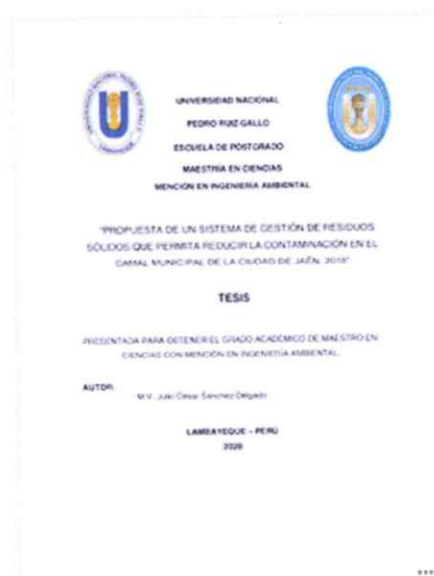 UNIVERSIDAD NACIONAL
PEDRO RUIZ GALLO
ESCUELA DE POSTGRADO
MAESTRÍA EN CIENCIAS
MENCIÓN EN INGENIERÍA AMBIENTAL
"PROPUESTA DE UN SISTEMA DE GESTIÓN DE RESIDUOS
SÓLIDOS QUE PERMITA REDUCIR LA CONTAMINACIÓN EN EL
CAMAL MUNICIPAL DE LA CIUDAD DE JAÉN, 2018"
TESIS
PRESENTADA PARA OBTENER EL GRADO ACADÉMICO DE MAESTRO EN
CIENCIAS CON MENCIÓN EN INGENIERÍA AMBIENTAL.
AUTOR:
M.V. Julio César Sánchez Delgado
LAMBAYEQUE – PERÚ
2020